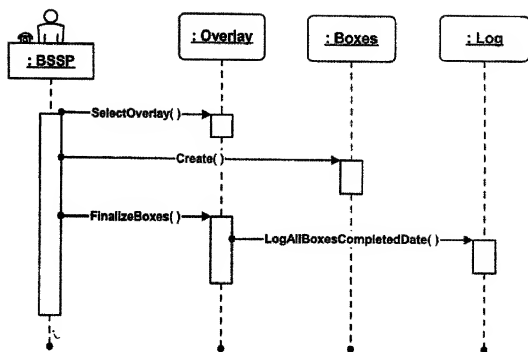 : BSSP
: Overlay
: Boxes
: Log
SelectOverlay( )
Create( )
FinalizeBoxes( )
LogAllBoxesCompletedDate( )